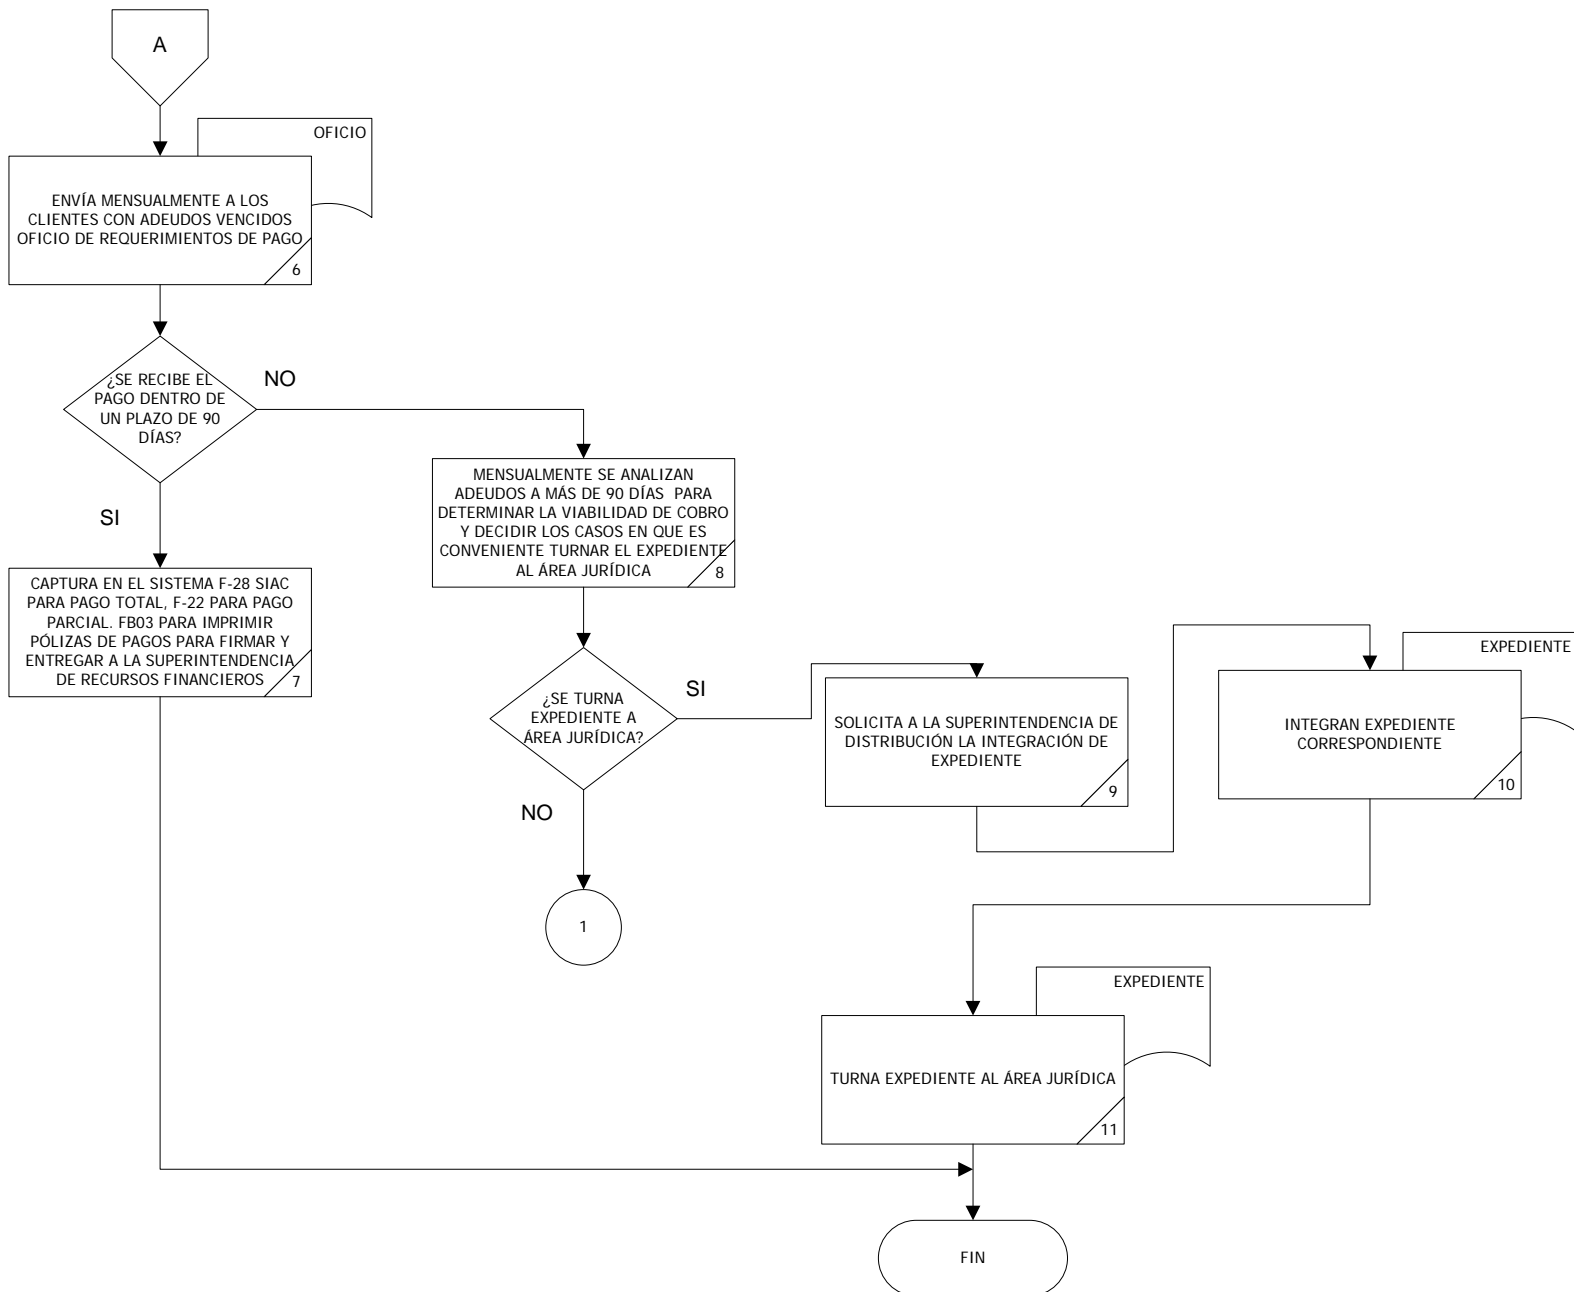 A
OFICIO
ENVÍA MENSUALMENTE A LOS
CLIENTES CON ADEUDOS VENCIDOS
OFICIO DE REQUERIMIENTOS DE PAGO
6
¿SE RECIBE EL
PAGO DENTRO DE
UN PLAZO DE 90
DÍAS?
NO
SI
MENSUALMENTE SE ANALIZAN
ADEUDOS A MÁS DE 90 DÍAS PARA
DETERMINAR LA VIABILIDAD DE COBRO
Y DECIDIR LOS CASOS EN QUE ES
CONVENIENTE TURNAR EL EXPEDIENTE
AL ÁREA JURÍDICA
8
CAPTURA EN EL SISTEMA F-28 SIAC
PARA PAGO TOTAL, F-22 PARA PAGO
PARCIAL. FB03 PARA IMPRIMIR
PÓLIZAS DE PAGOS PARA FIRMAR Y
ENTREGAR A LA SUPERINTENDENCIA
DE RECURSOS FINANCIEROS
7
¿SE TURNA
EXPEDIENTE A
ÁREA JURÍDICA?
SI
NO
SOLICITA A LA SUPERINTENDENCIA DE
DISTRIBUCIÓN LA INTEGRACIÓN DE
EXPEDIENTE
9
EXPEDIENTE
INTEGRAN EXPEDIENTE
CORRESPONDIENTE
10
1
EXPEDIENTE
TURNA EXPEDIENTE AL ÁREA JURÍDICA
11
FIN